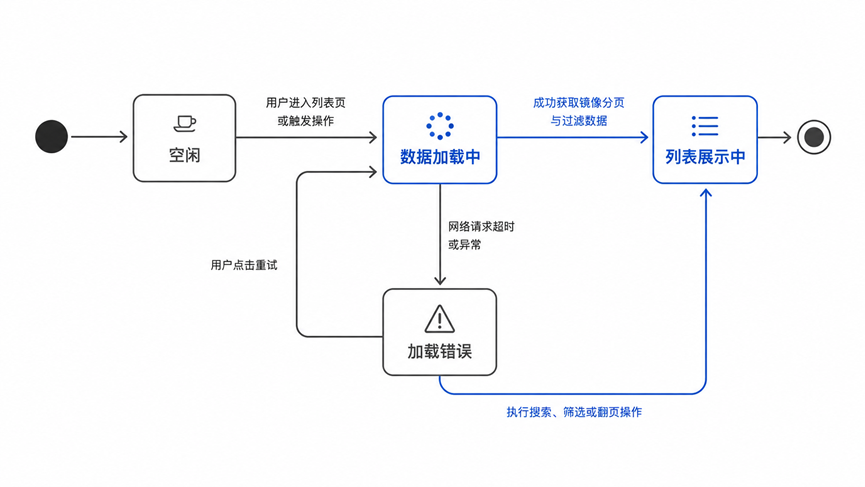 用户进入列表页
或触发操作
成功获取镜像分页
与过滤数据
空闲
数据加载中
列表展示中
网络请求超时
或异常
用户点击重试
加载错误
执行搜索、筛选或翻页操作